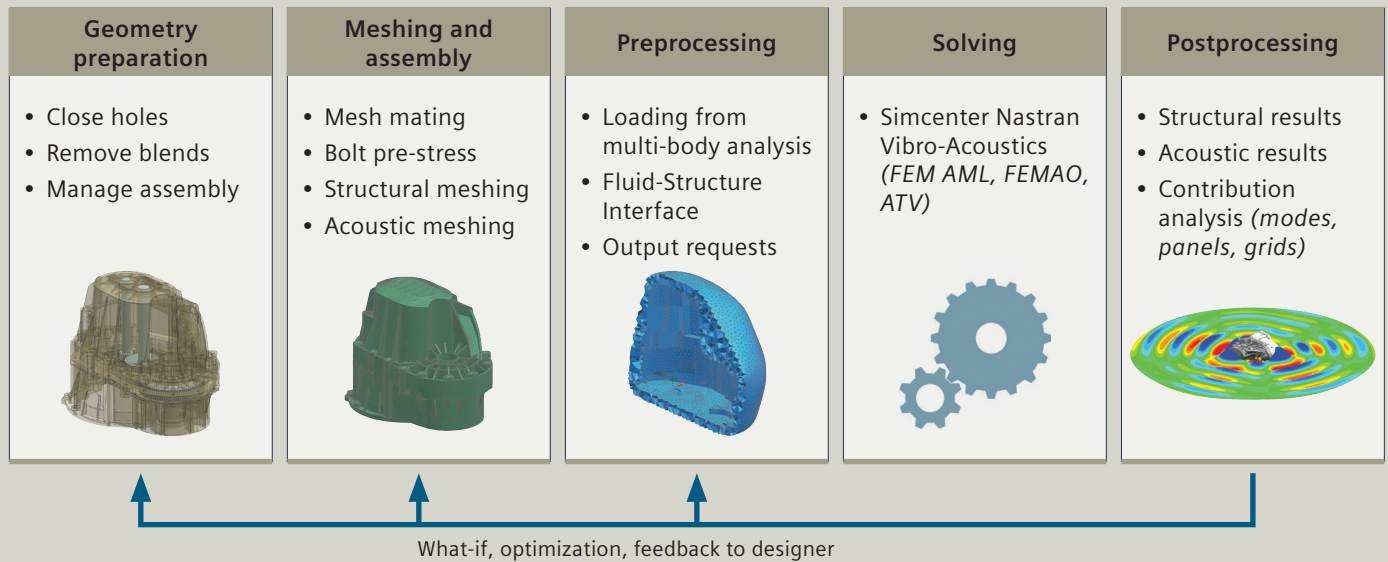 Geometry
preparation
• Close holes
• Remove blends
• Manage assembly
Meshing and
assembly
• Mesh mating
• Bolt pre-stress
• Structural meshing
• Acoustic meshing
Preprocessing
• Loading from
multi-body analysis
• Fluid-Structure
Interface
• Output requests
Solving
• Simcenter Nastran
Vibro-Acoustics
(FEM AML, FEMAO,
ATV)
Postprocessing
• Structural results
• Acoustic results
• Contribution
analysis (modes,
panels, grids)
What-if, optimization, feedback to designer